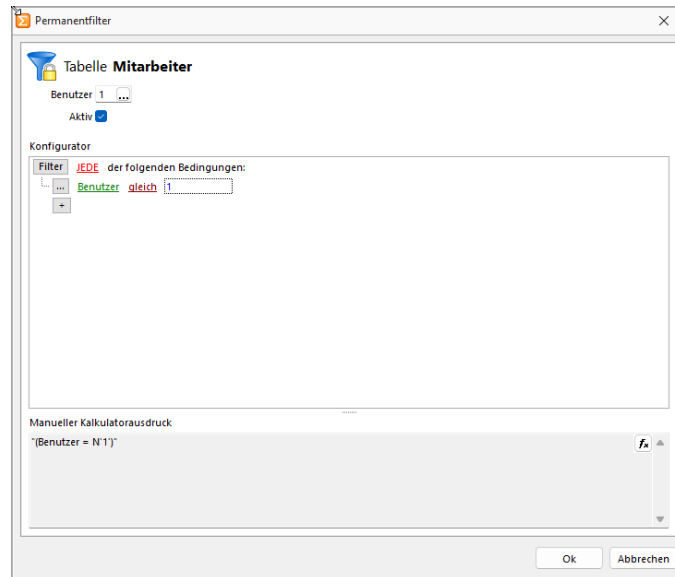 Permanentfilter
Tabelle Mitarbeiter
Benutzer 1 ...
Aktiv
Konfigurator
Filter JEDE der folgenden Bedingungen:
... Benutzer gleich 1
+
Manueller Kalkulatorausdruck
"(Benutzer = N'1')"
fx
Ok Abbrechen